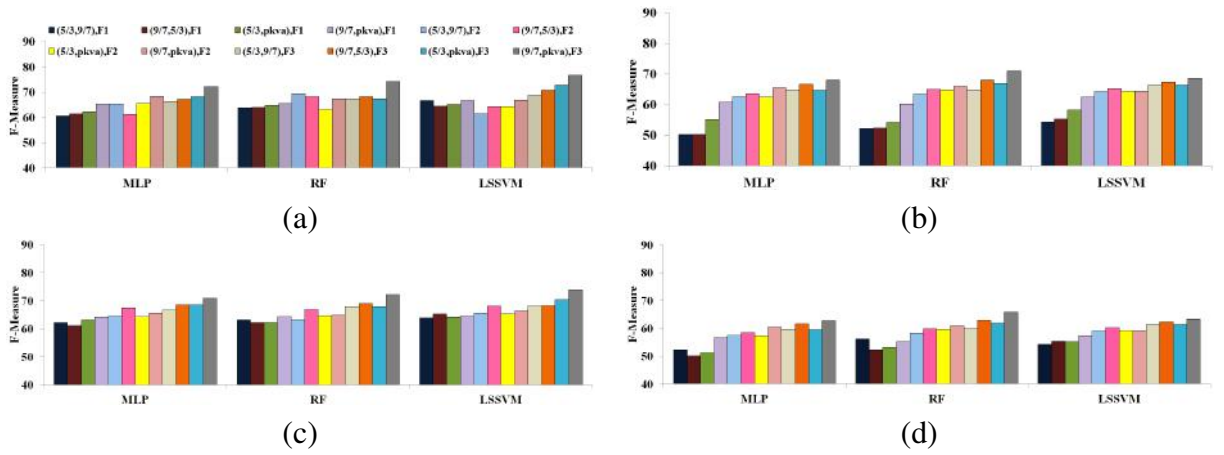 (5/3,9/7),F1 (9/7,5/3),F1 (5/3,pkva),F1 (9/7,pkva),F1 (5/3,9/7),F2 (9/7,5/3),F2
(5/3,pkva),F2 (9/7,pkva),F2 (5/3,9/7),F3 (9/7,5/3),F3 (5/3,pkva),F3 (9/7,pkva),F3
F-Measure
90
80
70
60
50
40
MLP RF LSSVM
(a)
F-Measure
90
80
70
60
50
40
MLP RF LSSVM
(b)
F-Measure
90
80
70
60
50
40
MLP RF LSSVM
(c)
F-Measure
90
80
70
60
50
40
MLP RF LSSVM
(d)